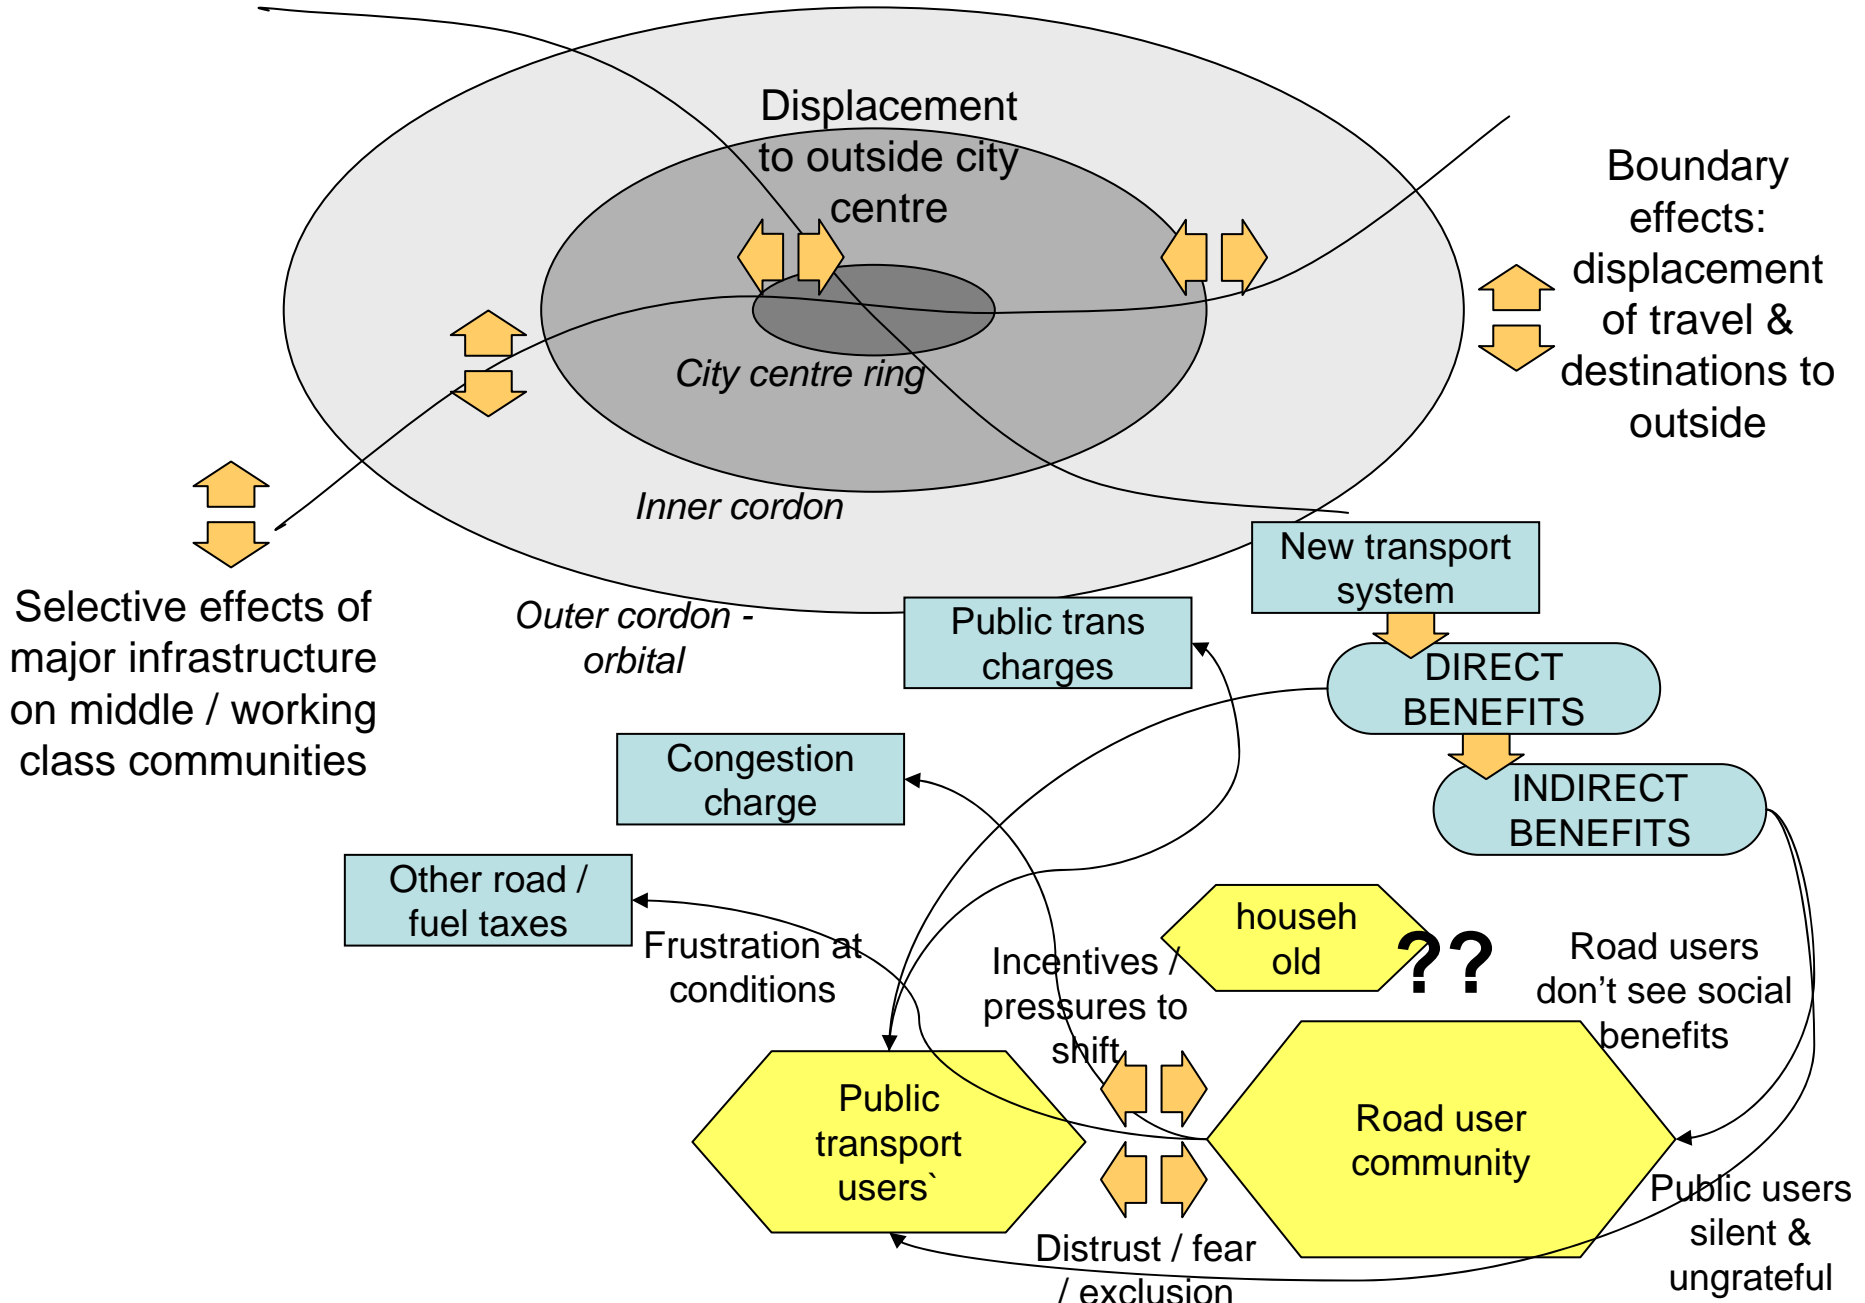 Displacement
to outside city
centre
Boundary
effects:
displacement
of travel &
destinations to
outside
City centre ring
Inner cordon
Outer cordon -
orbital
Selective effects of
major infrastructure
on middle / working
class communities
New transport
system
Public trans
charges
DIRECT
BENEFITS
Congestion
charge
INDIRECT
BENEFITS
Other road /
fuel taxes
Frustration at
conditions
Incentives /
pressures to
shift
househ
old
??
Road users
don’t see social
benefits
Public
transport
users`
Road user
community
Distrust / fear
/ exclusion
Public users
silent &
ungrateful